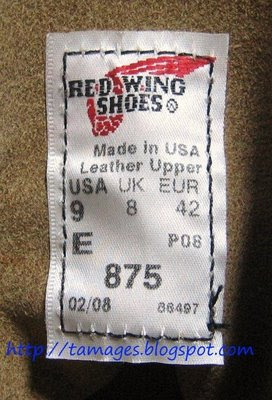 RED WING
SHOES®
Made in USA
Leather Upper
USA UK EUR
9 8 42
E P08
875
02/08 86497
http://tamages.blogspot.com/